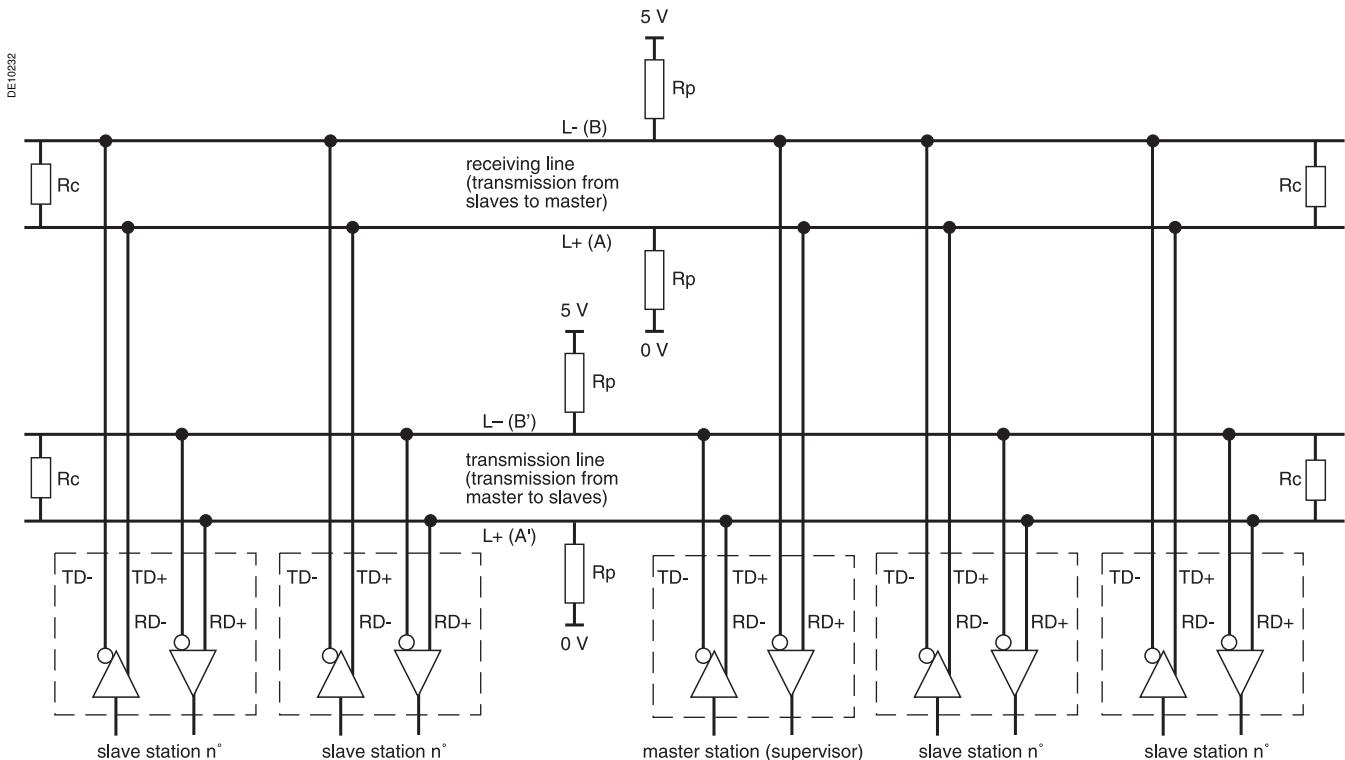 DE10232
5 V
Rp
L- (B)
receiving line
(transmission from
slaves to master)
Rc
Rc
L+ (A)
Rp
5 V
0 V
Rp
L– (B’)
transmission line
(transmission from
master to slaves)
Rc
Rc
L+ (A')
Rp
0 V
TD- TD+
RD- RD+
TD- TD+
RD- RD+
TD- TD+
RD- RD+
TD- TD+
RD- RD+
TD- TD+
RD- RD+
slave station n°
slave station n°
master station (supervisor)
slave station n°
slave station n°